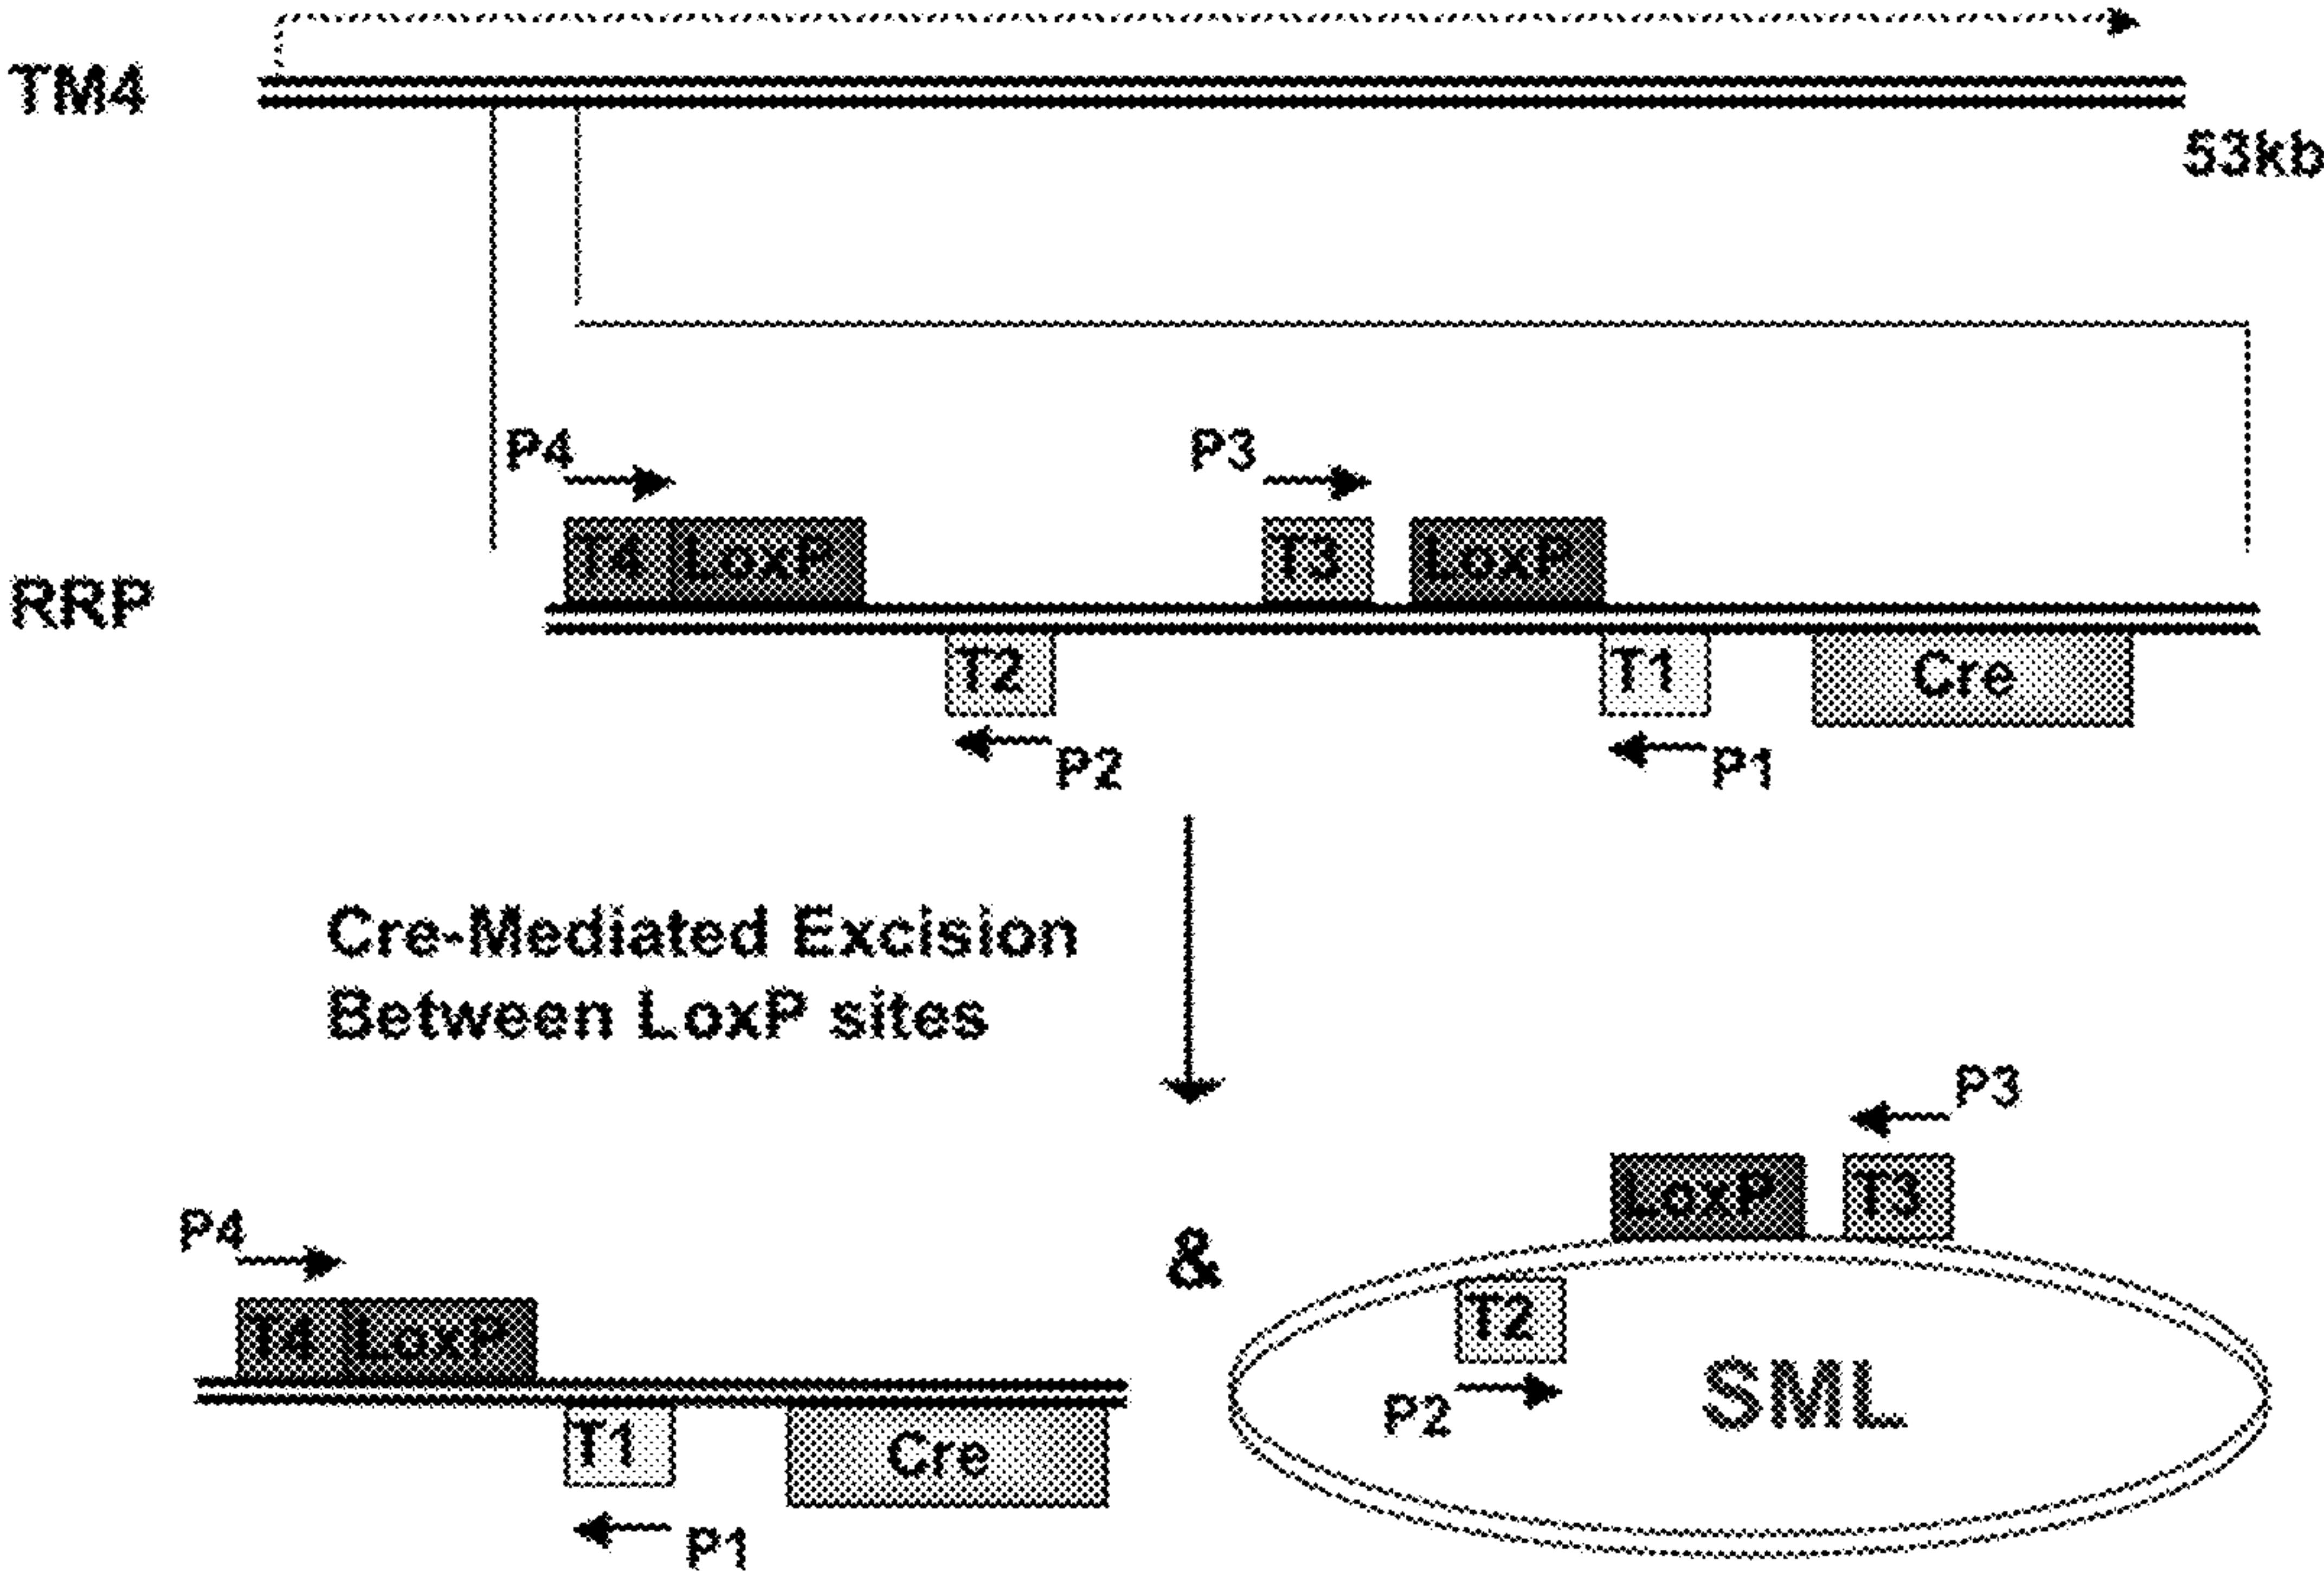 TM4
53kb
P4
P3
T4 LoxP
T3
LoxP
RRP
T2
T1
Cre
P2
P1
Cre-Mediated Excision
Between LoxP sites
P3
LoxP
T3
P4
&
T2
T4 LoxP
SML
P2
T1
Cre
P1